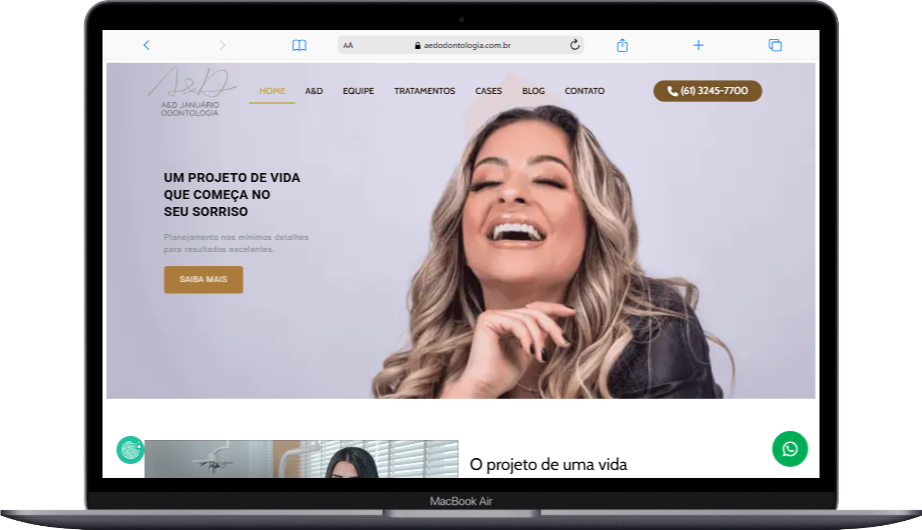 AA
aedodontologia.com.br
A&D
A&D JANUÁRIO
ODONTOLOGIA
HOME
A&D
EQUIPE
TRATAMENTOS
CASES
BLOG
CONTATO
(61) 3245-7700
UM PROJETO DE VIDA
QUE COMEÇA NO
SEU SORRISO
Planejamento nos mínimos detalhes
para resultados excelentes.
SAIBA MAIS
O projeto de uma vida
MacBook Air